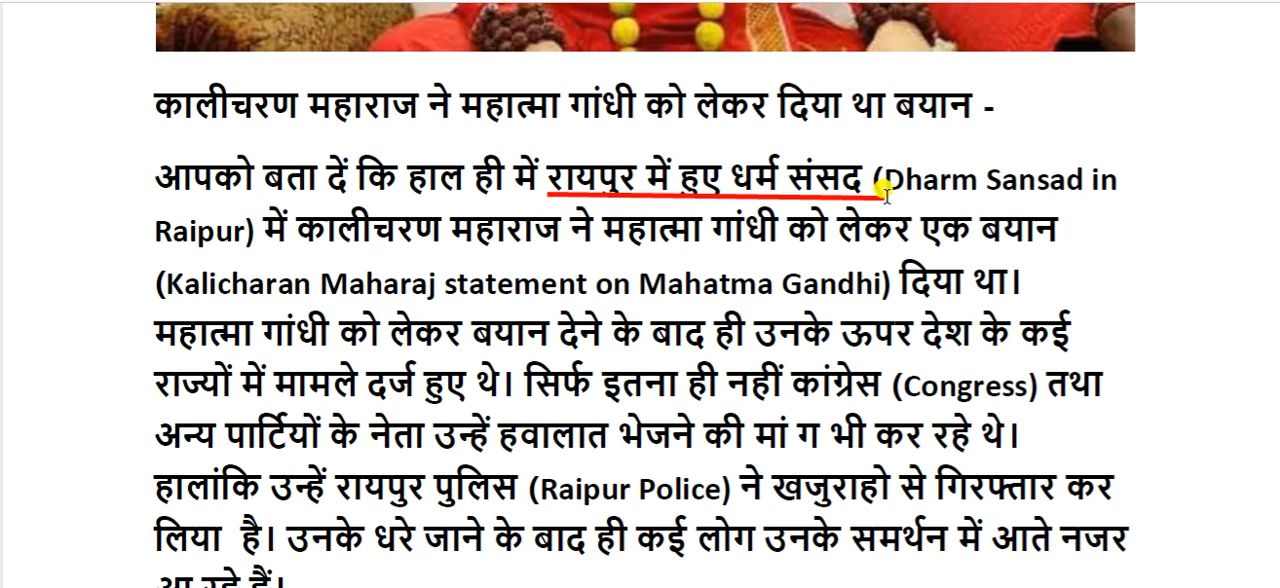 कालीचरण महाराज ने महात्मा गांधी को लेकर दिया था बयान -
आपको बता दें कि हाल ही में रायपुर में हुए धर्म संसद (Dharm Sansad in
Raipur) में कालीचरण महाराज ने महात्मा गांधी को लेकर एक बयान
(Kalicharan Maharaj statement on Mahatma Gandhi) दिया था।
महात्मा गांधी को लेकर बयान देने के बाद ही उनके ऊपर देश के कई
राज्यों में मामले दर्ज हुए थे। सिर्फ इतना ही नहीं कांग्रेस (Congress) तथा
अन्य पार्टियों के नेता उन्हें हवालात भेजने की मां ग भी कर रहे थे।
हालांकि उन्हें रायपुर पुलिस (Raipur Police) ने खजुराहो से गिरफ्तार कर
लिया  है। उनके धरे जाने के बाद ही कई लोग उनके समर्थन में आते नजर
आ रहे हैं।